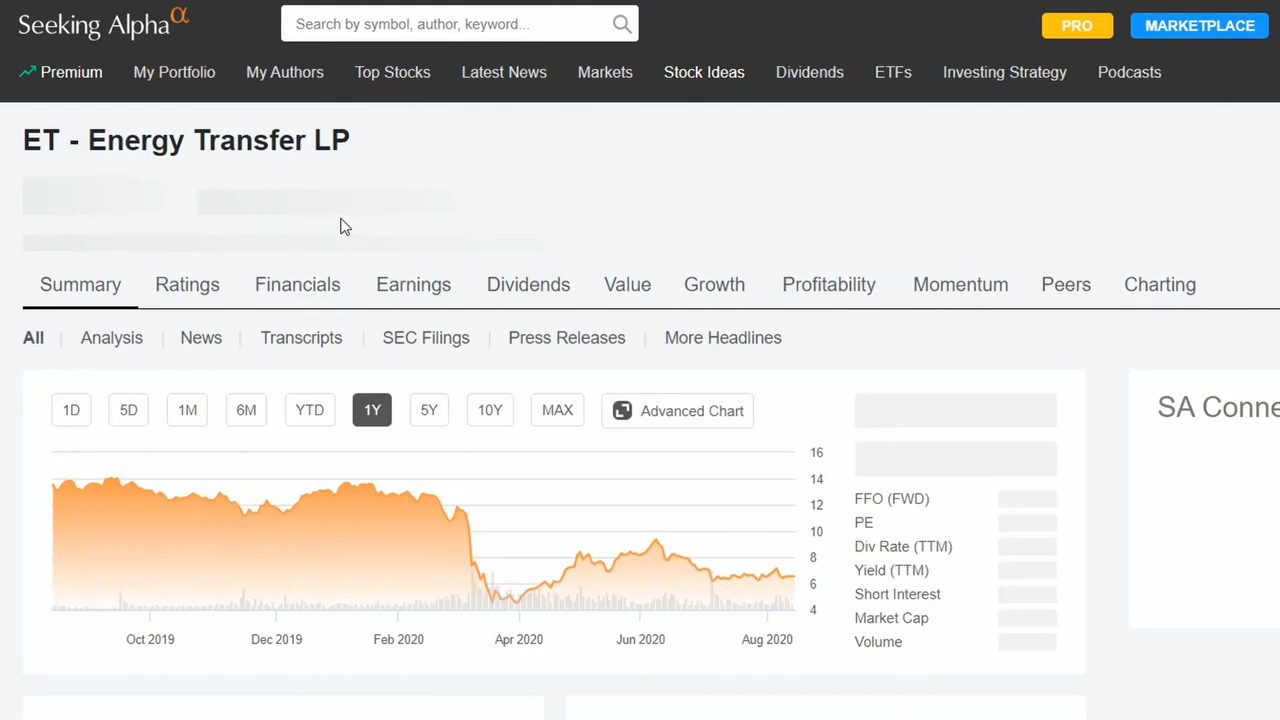 Seeking Alpha α
Search by symbol, author, keyword...
PRO
MARKETPLACE
Premium My Portfolio My Authors Top Stocks Latest News Markets Stock Ideas Dividends ETFs Investing Strategy Podcasts
ET - Energy Transfer LP
Summary Ratings Financials Earnings Dividends Value Growth Profitability Momentum Peers Charting
All | Analysis | News | Transcripts | SEC Filings | Press Releases | More Headlines
1D 5D 1M 6M YTD 1Y 5Y 10Y MAX Advanced Chart
16
14
12
10
8
6
4
Oct 2019 Dec 2019 Feb 2020 Apr 2020 Jun 2020 Aug 2020
FFO (FWD)
PE
Div Rate (TTM)
Yield (TTM)
Short Interest
Market Cap
Volume
SA Conne